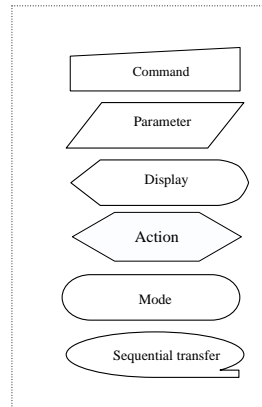 Command
Parameter
Display
Action
Mode
Sequential transfer